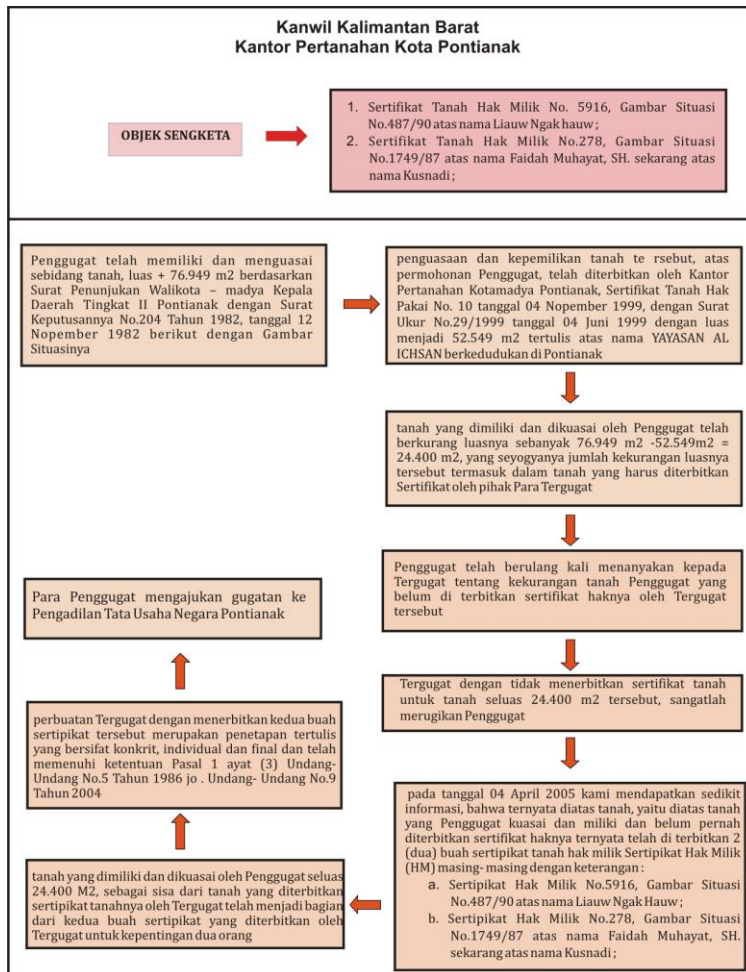 Kanwil Kalimantan Barat
Kantor Pertanahan Kota Pontianak
OBJEK SENGKETA
1. Sertifikat Tanah Hak Milik No. 5916, Gambar Situasi
No.487/90 atas nama Liauw Ngak hauw ;
2. Sertifikat Tanah Hak Milik No.278, Gambar Situasi
No.1749/87 atas nama Faidah Muhayat, SH. sekarang atas
nama Kusnadi ;
Penggugat telah memiliki dan menguasai
sebidang tanah, luas + 76.949 m2 berdasarkan
Surat Penunjukan Walikota – madya Kepala
Daerah Tingkat II Pontianak dengan Surat
Keputusannya No.204 Tahun 1982, tanggal 12
Nopember 1982 berikut dengan Gambar
Situasinya
penguasaan dan kepemilikan tanah te rsebut, atas
permohonan Penggugat, telah diterbitkan oleh Kantor
Pertanahan Kotamadya Pontianak, Sertifikat Tanah Hak
Pakai No. 10 tanggal 04 Nopember 1999, dengan Surat
Ukur No.29/1999 tanggal 04 Juni 1999 dengan luas
menjadi 52.549 m2 tertulis atas nama YAYASAN AL
ICHSAN berkedudukan di Pontianak
tanah yang dimiliki dan dikuasai oleh Penggugat telah
berkurang luasnya sebanyak 76.949 m2 -52.549m2 =
24.400 m2, yang seyogyanya jumlah kekurangan luasnya
tersebut termasuk dalam tanah yang harus diterbitkan
Sertifikat oleh pihak Para Tergugat
Penggugat telah berulang kali menanyakan kepada
Tergugat tentang kekurangan tanah Penggugat yang
belum di terbitkan sertifikat haknya oleh Tergugat
tersebut
Tergugat dengan tidak menerbitkan sertifikat tanah
untuk tanah seluas 24.400 m2 tersebut, sangatlah
merugikan Penggugat
pada tanggal 04 April 2005 kami mendapatkan sedikit
informasi, bahwa ternyata diatas tanah, yaitu diatas tanah
yang Penggugat kuasai dan miliki dan belum pernah
diterbitkan sertifikat haknya ternyata telah di terbitkan 2
(dua) buah sertipikat tanah hak milik Sertipikat Hak Milik
(HM) masing- masing dengan keterangan :
a. Sertipikat Hak Milik No.5916, Gambar Situasi
No.487/90 atas nama Liauw Ngak Hauw ;
b. Sertipikat Hak Milik No.278, Gambar Situasi
No.1749/87 atas nama Faidah Muhayat, SH.
sekarang atas nama Kusnadi ;
tanah yang dimiliki dan dikuasai oleh Penggugat seluas
24.400 M2, sebagai sisa dari tanah yang diterbitkan
sertipikat tanahnya oleh Tergugat telah menjadi bagian
dari kedua buah sertipikat yang diterbitkan oleh
Tergugat untuk kepentingan dua orang
perbuatan Tergugat dengan menerbitkan kedua buah
sertipikat tersebut merupakan penetapan tertulis
yang bersifat konkrit, individual dan final dan telah
memenuhi ketentuan Pasal 1 ayat (3) Undang-
Undang No.5 Tahun 1986 jo . Undang- Undang No.9
Tahun 2004
Para Penggugat mengajukan gugatan ke
Pengadilan Tata Usaha Negara Pontianak